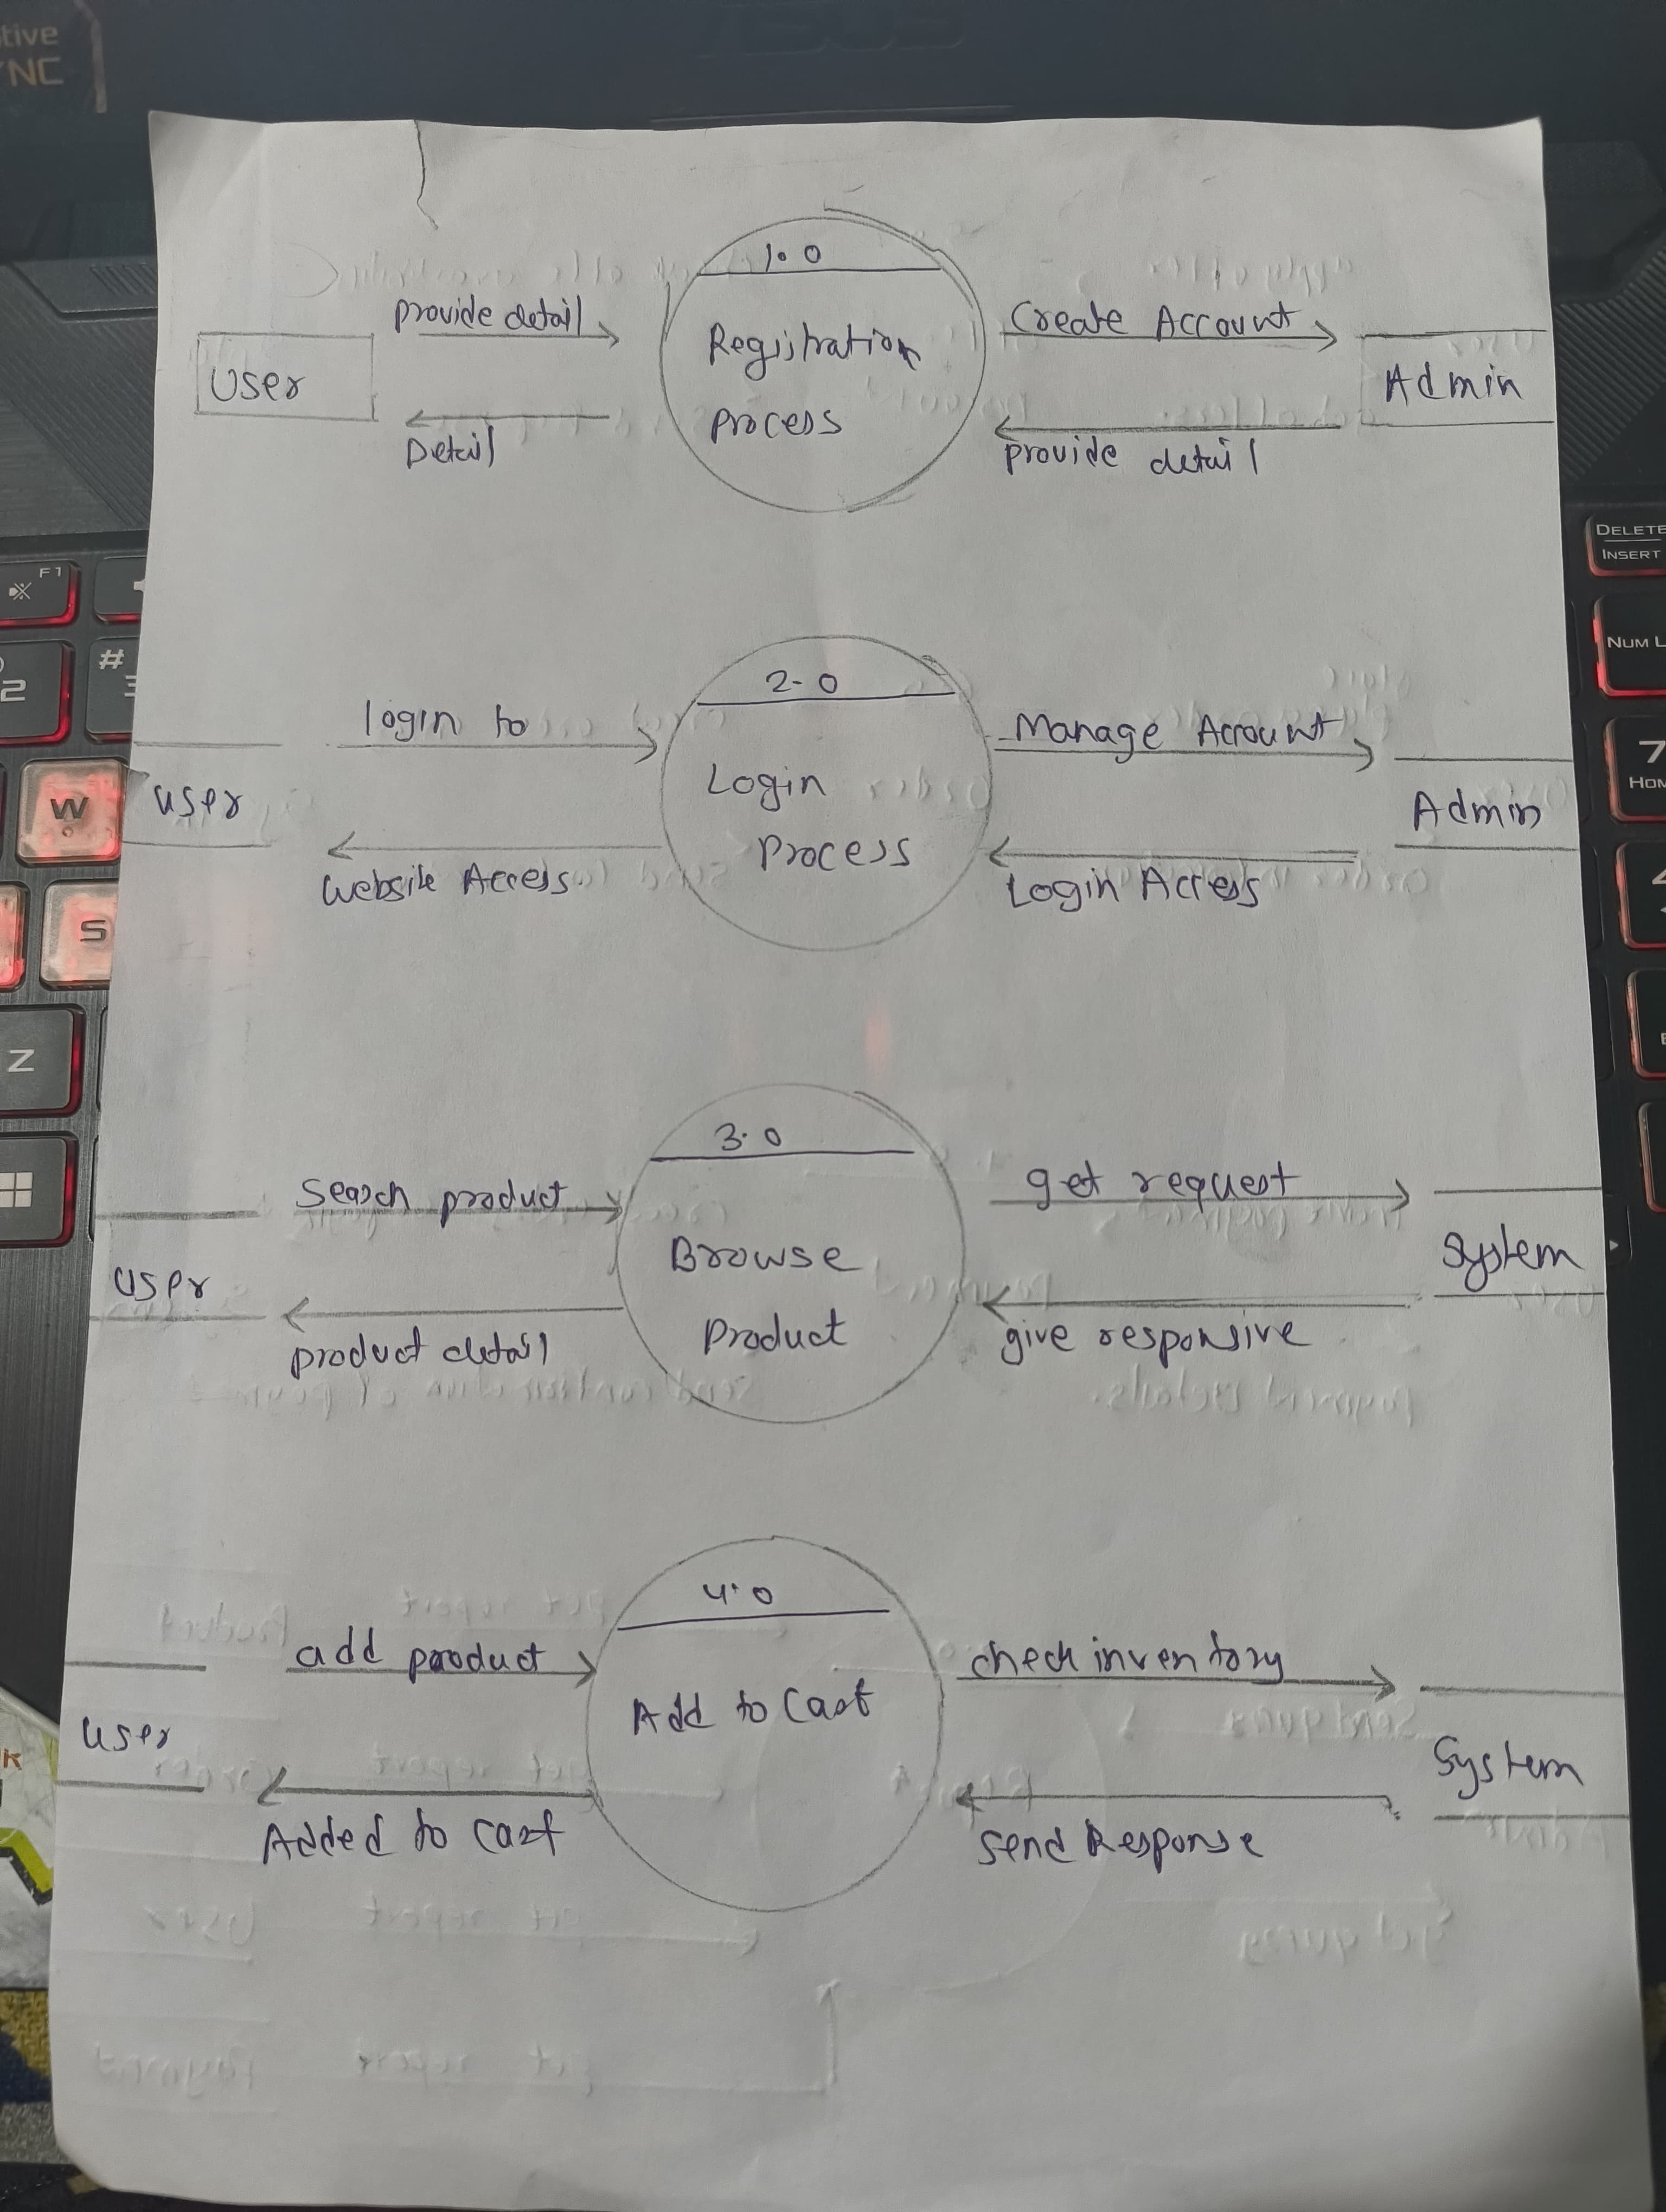 ASUS
tive
YNC
1.0
provide detail
Create Account
Registration
process
User
Admin
Detail
provide detail
DELETE
INSERT
F1
2
#
3
NUM L
2.0
login to
Manage Account
Login
Process
7
HOM
W
user
Admin
website Access
Login Access
4
S
Z
3.0
Search product
get request
Browse
Product
user
System
product detail
give responsive
4.0
add product
check inventory
Add to Cart
user
System
Added to cart
Send Response